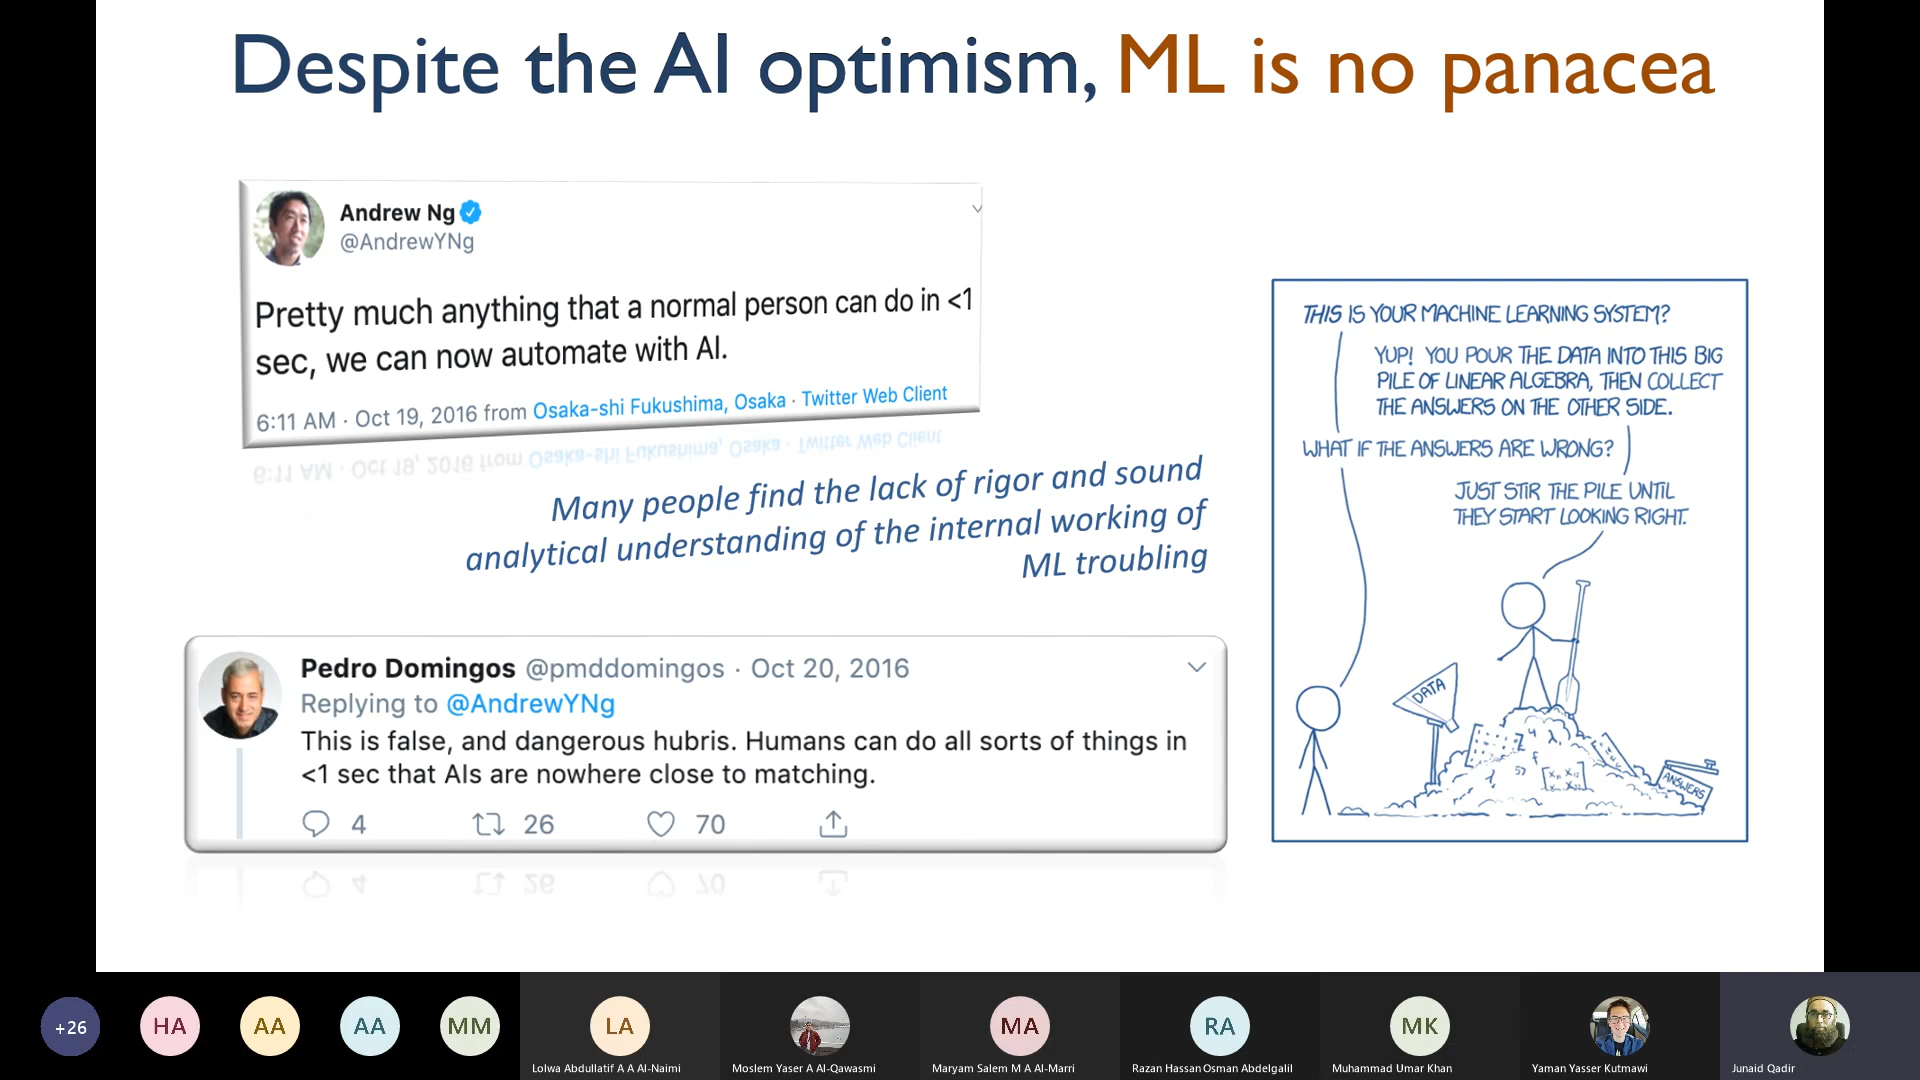 Despite the AI optimism, ML is no panacea
Andrew Ng
@AndrewYNg
Pretty much anything that a normal person can do in <1
sec, we can now automate with AI.
6:11 AM · Oct 19, 2016 from Osaka-shi Fukushima, Osaka · Twitter Web Client
Many people find the lack of rigor and sound
analytical understanding of the internal working of
ML troubling
Pedro Domingos @pmddomingos · Oct 20, 2016
Replying to @AndrewYNg
This is false, and dangerous hubris. Humans can do all sorts of things in
<1 sec that AIs are nowhere close to matching.
4 26 70
THIS IS YOUR MACHINE LEARNING SYSTEM?
YUP! YOU POUR THE DATA INTO THIS BIG
PILE OF LINEAR ALGEBRA, THEN COLLECT
THE ANSWERS ON THE OTHER SIDE.
WHAT IF THE ANSWERS ARE WRONG?
JUST STIR THE PILE UNTIL
THEY START LOOKING RIGHT.
DATA
ANSWERS
+26
HA
AA
AA
MM
LA
MA
RA
MK
Lolwa Abdullatif A A Al-Naimi
Moslem Yaser A Al-Qawasmi
Maryam Salem M A Al-Marri
Razan Hassan Osman Abdelgalil
Muhammad Umar Khan
Yaman Yasser Kutmawi
Junaid Qadir